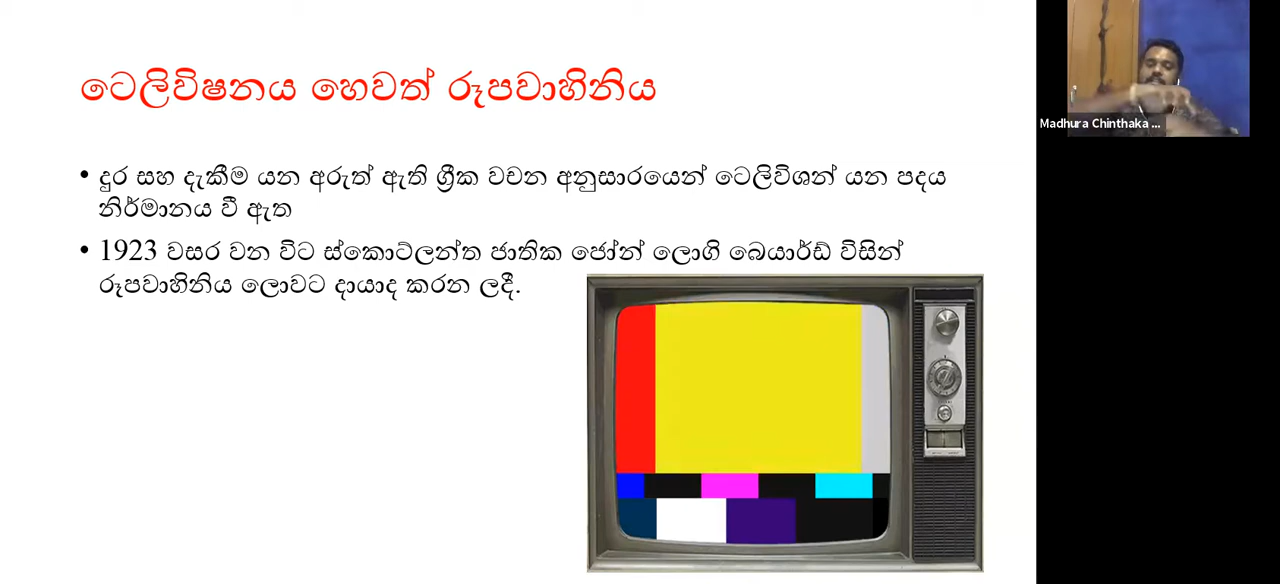 ටෙලිවිෂනය හෙවත් රූපවාහිනිය
• දුර සහ දැකීම යන අරුත් ඇති ග්‍රීක වචන අනුසාරයෙන් ටෙලිවිශන් යන පදය
නිර්මානය වී ඇත
• 1923 වසර වන විට ස්කොට්ලන්ත ජාතික ජෝන් ලොගි බෙයාර්ඩ් විසින්
රූපවාහිනිය ලොවට දායාද කරන ලදී.
Madhura Chinthaka ...